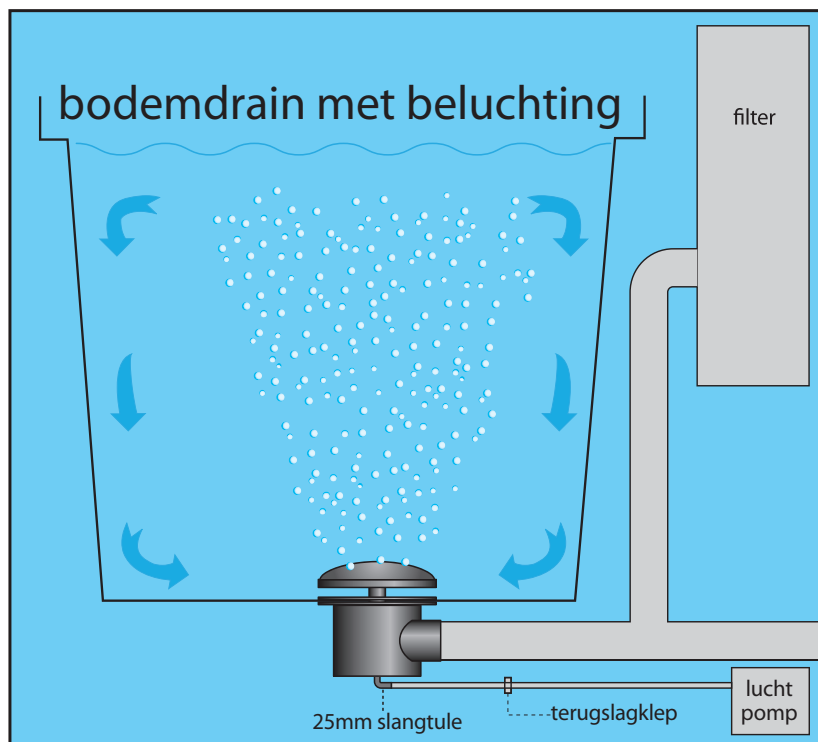 bodemdrain met beluchting
filter
25mm slangtule
terugslagklep
lucht
pomp